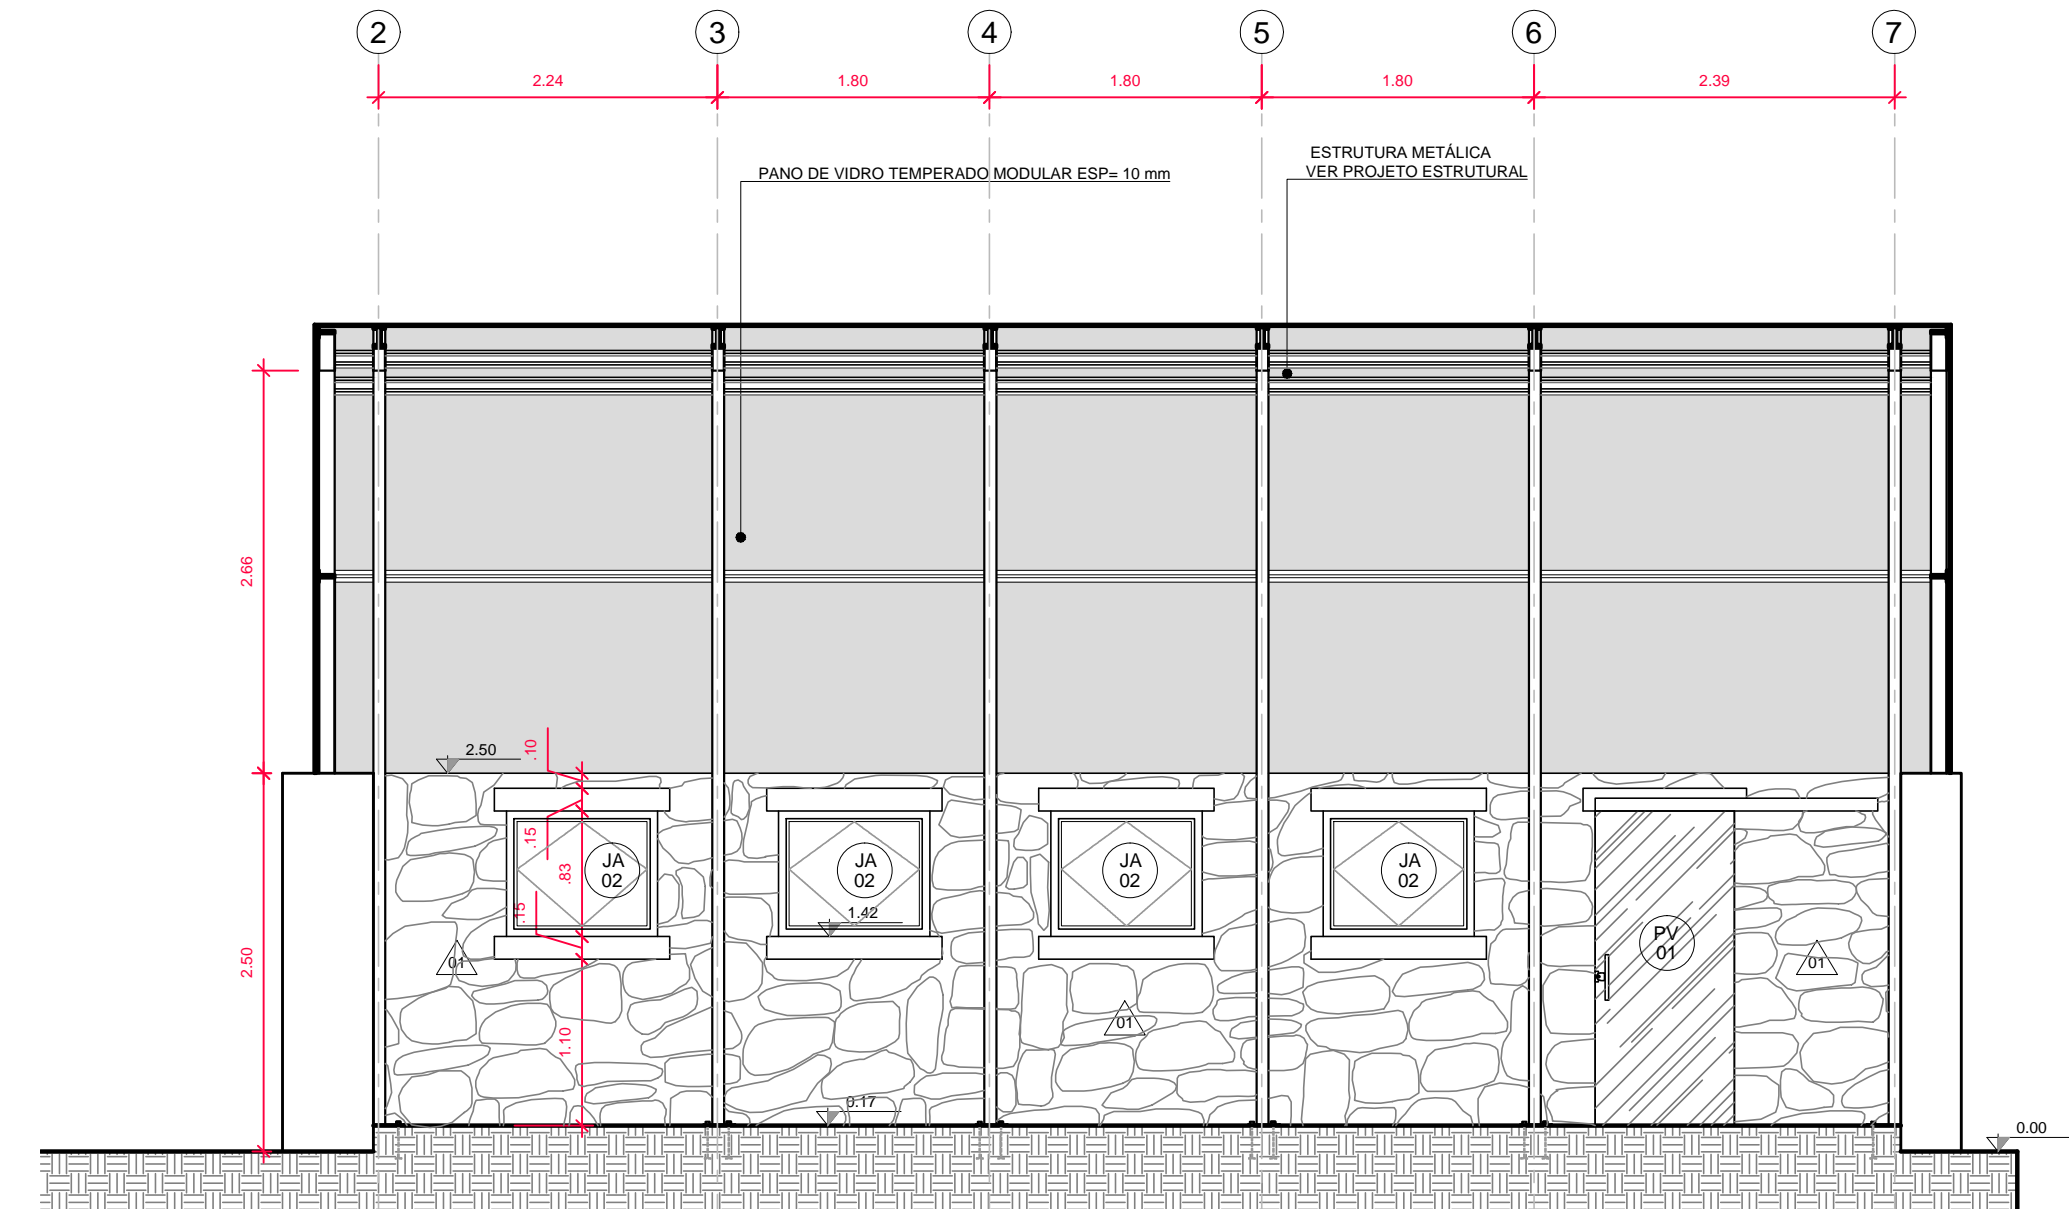 2 3 4 5 6 7
2.24 1.80 1.80 1.80 2.39
ESTRUTURA METÁLICA
VER PROJETO ESTRUTURAL
PANO DE VIDRO TEMPERADO MODULAR ESP= 10 mm
2.66
2.50
.10
.15
.83
.15
1.10
2.50
JA
02
JA
02
JA
02
JA
02
1.42
PV
01
01
01
01
0.17
0.00